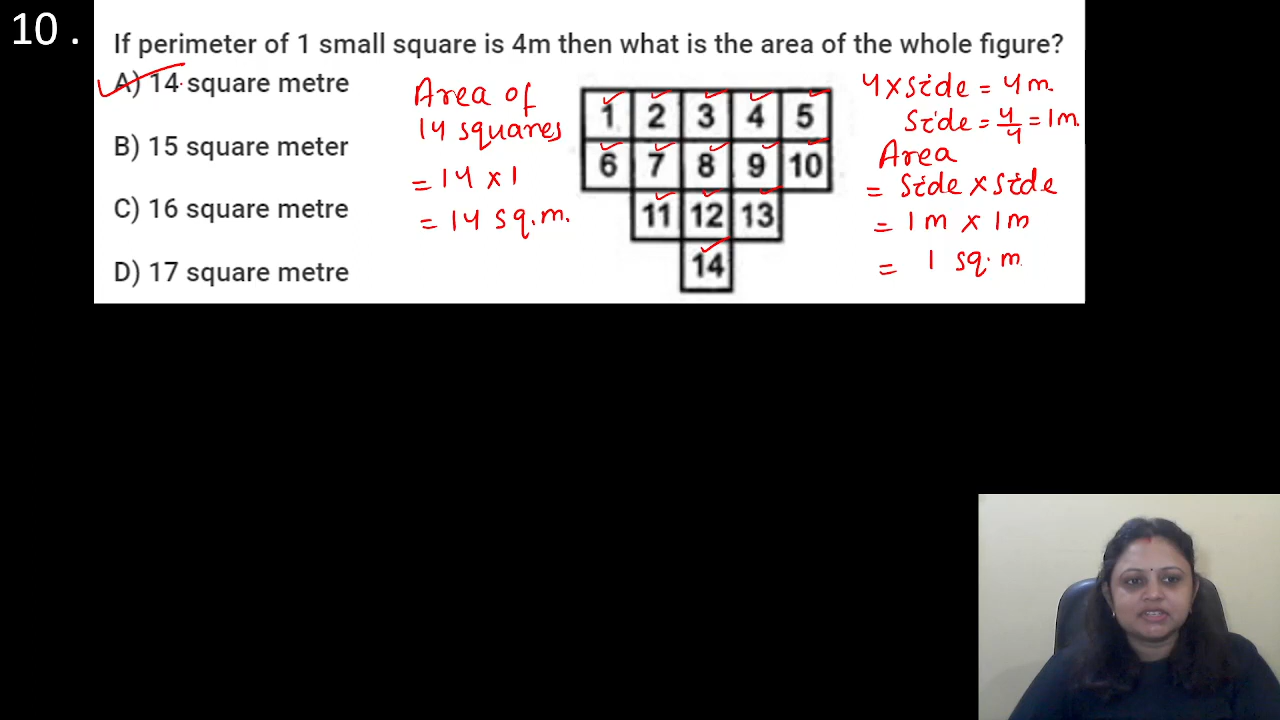 10 .
If perimeter of 1 small square is 4m then what is the area of the whole figure?
A) 14 square metre
B) 15 square meter
C) 16 square metre
D) 17 square metre
Area of
14 squares
= 14 x 1
= 14 sq.m.
1 2 3 4 5
6 7 8 9 10
11 12 13
14
4 x side = 4m.
Side = 4/4 = 1m.
Area
= Side x side
= 1m x 1m
= 1 sq.m